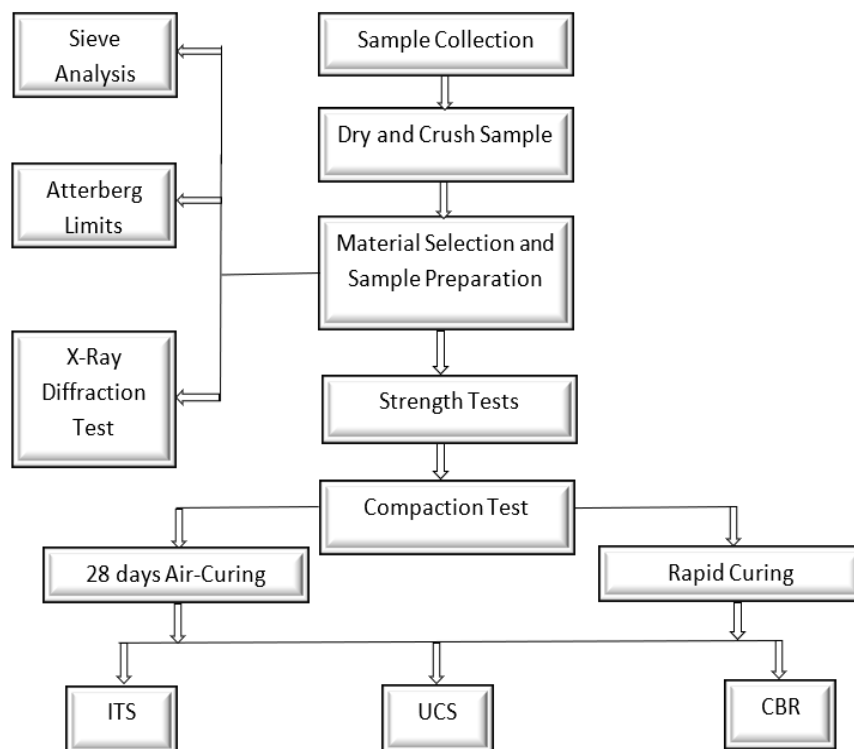 Sieve
Analysis
Sample Collection
Dry and Crush Sample
Atterberg
Limits
Material Selection and
Sample Preparation
X-Ray
Diffraction
Test
Strength Tests
Compaction Test
28 days Air-Curing
Rapid Curing
ITS
UCS
CBR